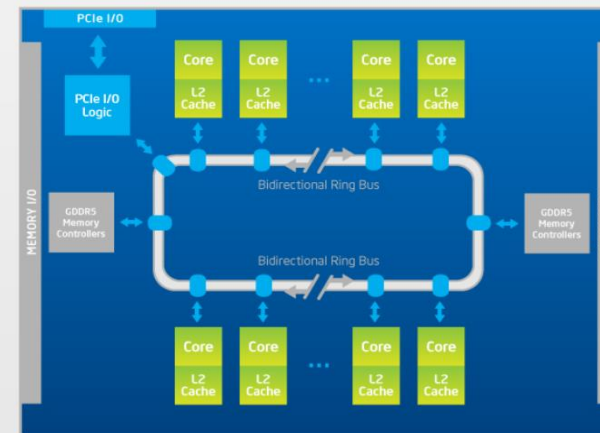 PCIe I/O
PCIe I/O
Logic
Core
L2
Cache
Core
L2
Cache
...
Core
L2
Cache
Core
L2
Cache
Bidirectional Ring Bus
MEMORY I/O
GDDR5
Memory
Controllers
GDDR5
Memory
Controllers
Bidirectional Ring Bus
Core
L2
Cache
Core
L2
Cache
...
Core
L2
Cache
Core
L2
Cache